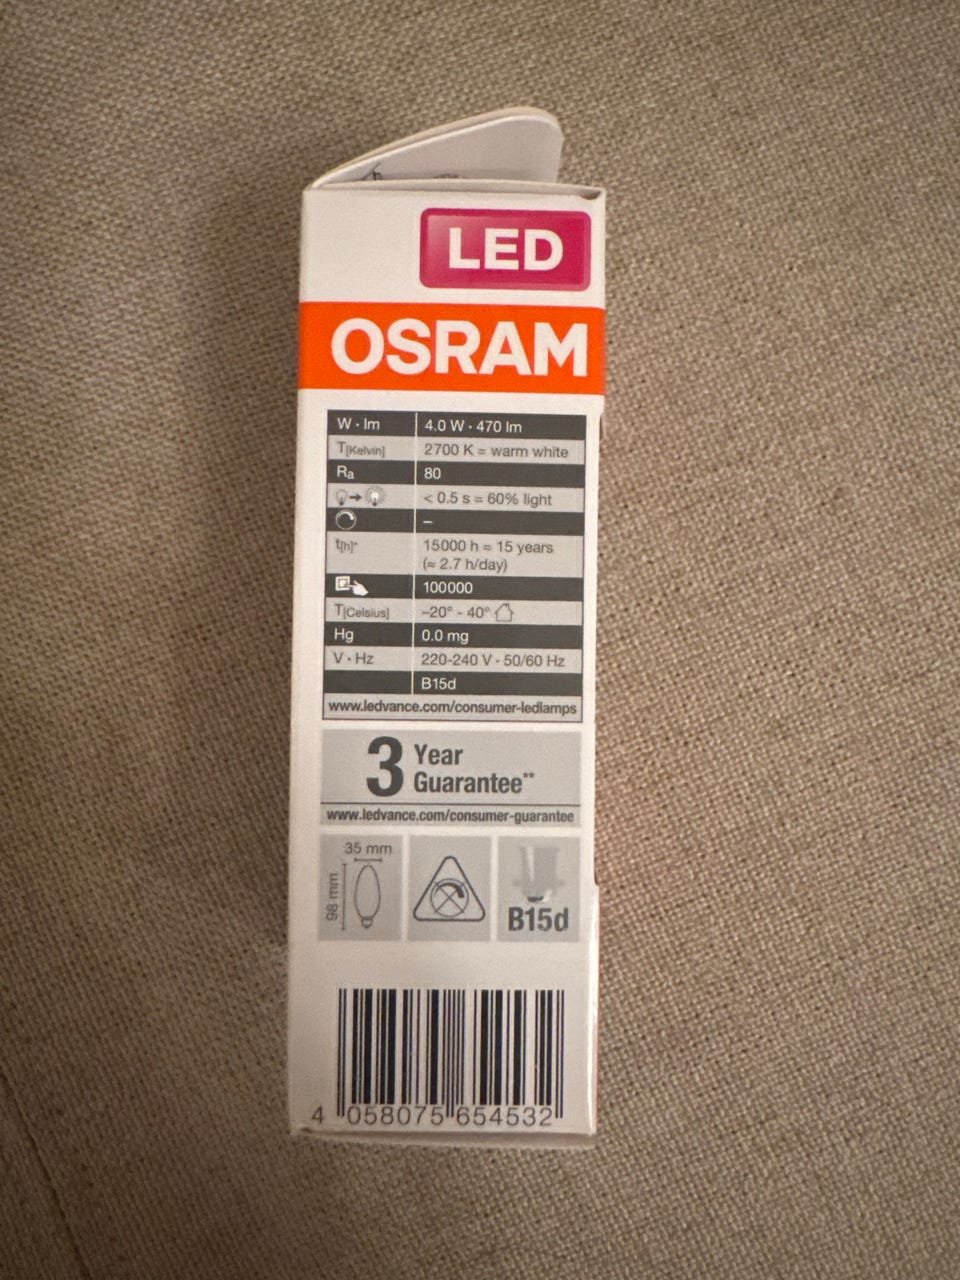 LED
OSRAM
W · lm 4.0 W · 470 lm
T[Kelvin] 2700 K = warm white
Ra 80
< 0.5 s = 60% light
–
t[h]* 15000 h = 15 years
(≈ 2.7 h/day)
100000
T[Celsius] –20° - 40°
Hg 0.0 mg
V · Hz 220-240 V · 50/60 Hz
B15d
www.ledvance.com/consumer-ledlamps
3 Year
Guarantee**
www.ledvance.com/consumer-guarantee
35 mm
98 mm
B15d
4 058075 654532